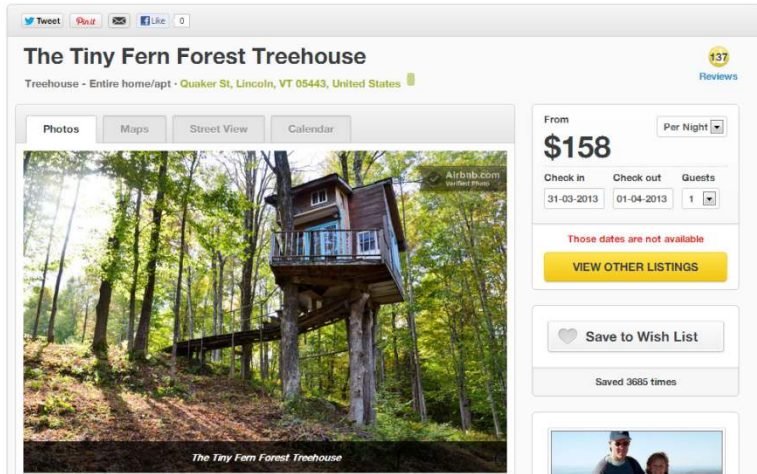 Tweet Pin it Like 0
The Tiny Fern Forest Treehouse
137
Reviews
Treehouse - Entire home/apt · Quaker St, Lincoln, VT 05443, United States
Photos Maps Street View Calendar
Airbnb.com
Verified Photo
The Tiny Fern Forest Treehouse
From
Per Night
$158
Check in Check out Guests
31-03-2013 01-04-2013 1
Those dates are not available
VIEW OTHER LISTINGS
Save to Wish List
Saved 3685 times